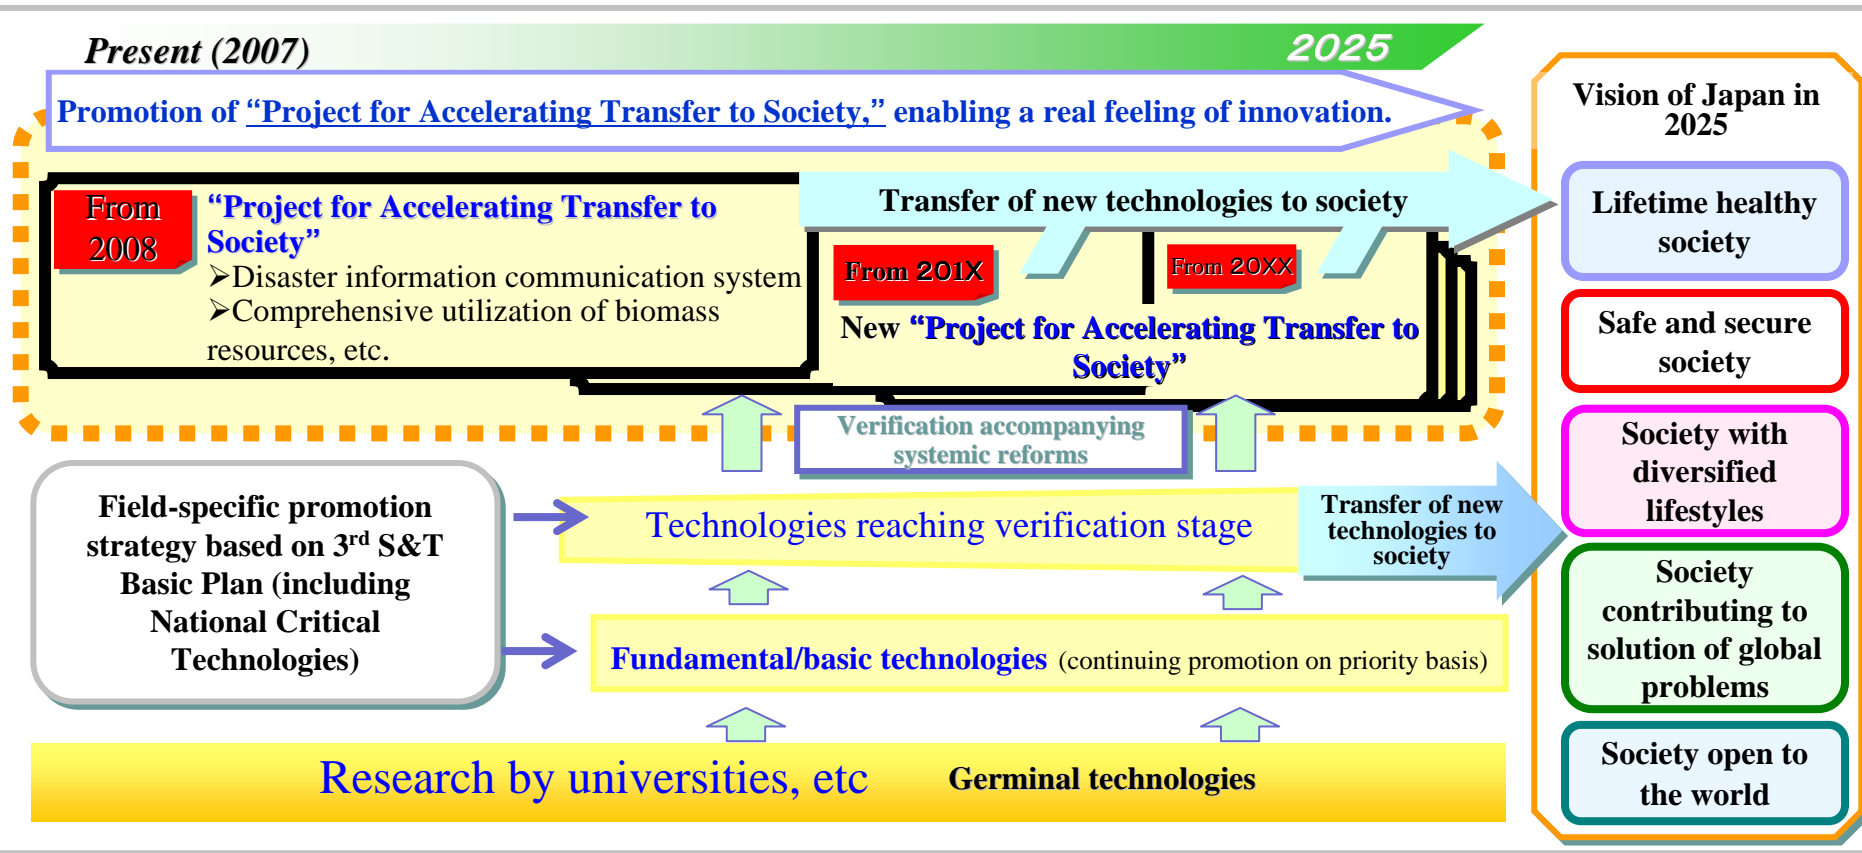 Present (2007)
2025
Promotion of “Project for Accelerating Transfer to Society,” enabling a real feeling of innovation.
From
2008
“Project for Accelerating Transfer to
Society”
➢Disaster information communication system
➢Comprehensive utilization of biomass
resources, etc.
Transfer of new technologies to society
From 201X
From 20XX
New “Project for Accelerating Transfer to
Society”
Verification accompanying
systemic reforms
Field-specific promotion
strategy based on 3rd S&T
Basic Plan (including
National Critical
Technologies)
Technologies reaching verification stage
Transfer of new
technologies to
society
Fundamental/basic technologies (continuing promotion on priority basis)
Research by universities, etc
Germinal technologies
Vision of Japan in
2025
Lifetime healthy
society
Safe and secure
society
Society with
diversified
lifestyles
Society
contributing to
solution of global
problems
Society open to
the world